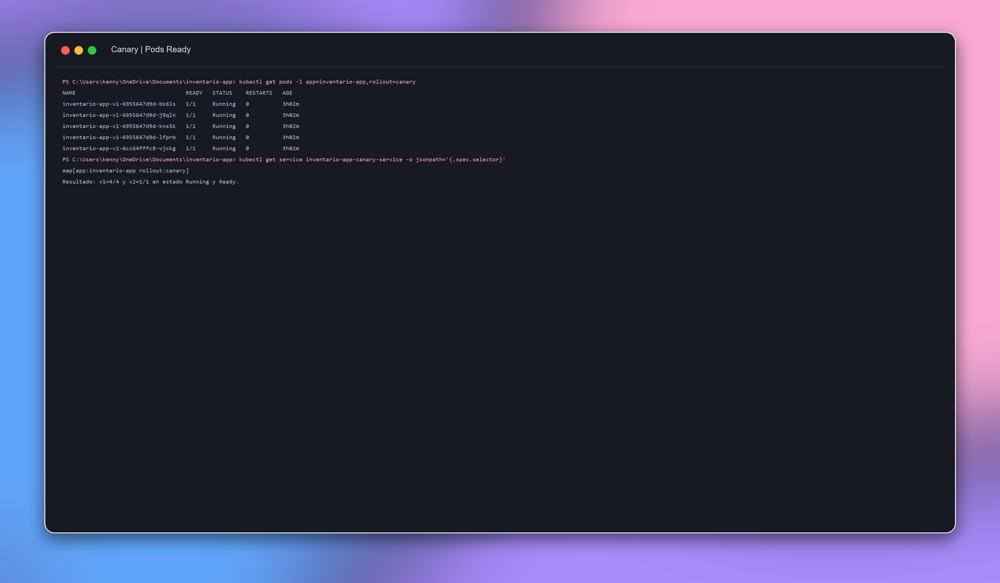 Canary | Pods Ready
PS C:\Users\kenny\OneDrive\Documents\inventario-app> kubectl get pods -l app=inventario-app,rollout=canary
NAME                                 READY   STATUS    RESTARTS   AGE
inventario-app-v1-6955647d9d-bk6ls   1/1     Running   0          3h02m
inventario-app-v1-6955647d9d-j9qln   1/1     Running   0          3h02m
inventario-app-v1-6955647d9d-kns5k   1/1     Running   0          3h02m
inventario-app-v1-6955647d9d-lfprb   1/1     Running   0          3h02m
inventario-app-v2-6cc64fffc8-vjckg   1/1     Running   0          3h02m
PS C:\Users\kenny\OneDrive\Documents\inventario-app> kubectl get service inventario-app-canary-service -o jsonpath='{.spec.selector}'
map[app:inventario-app rollout:canary]
Resultado: v1=4/4 y v2=1/1 en estado Running y Ready.